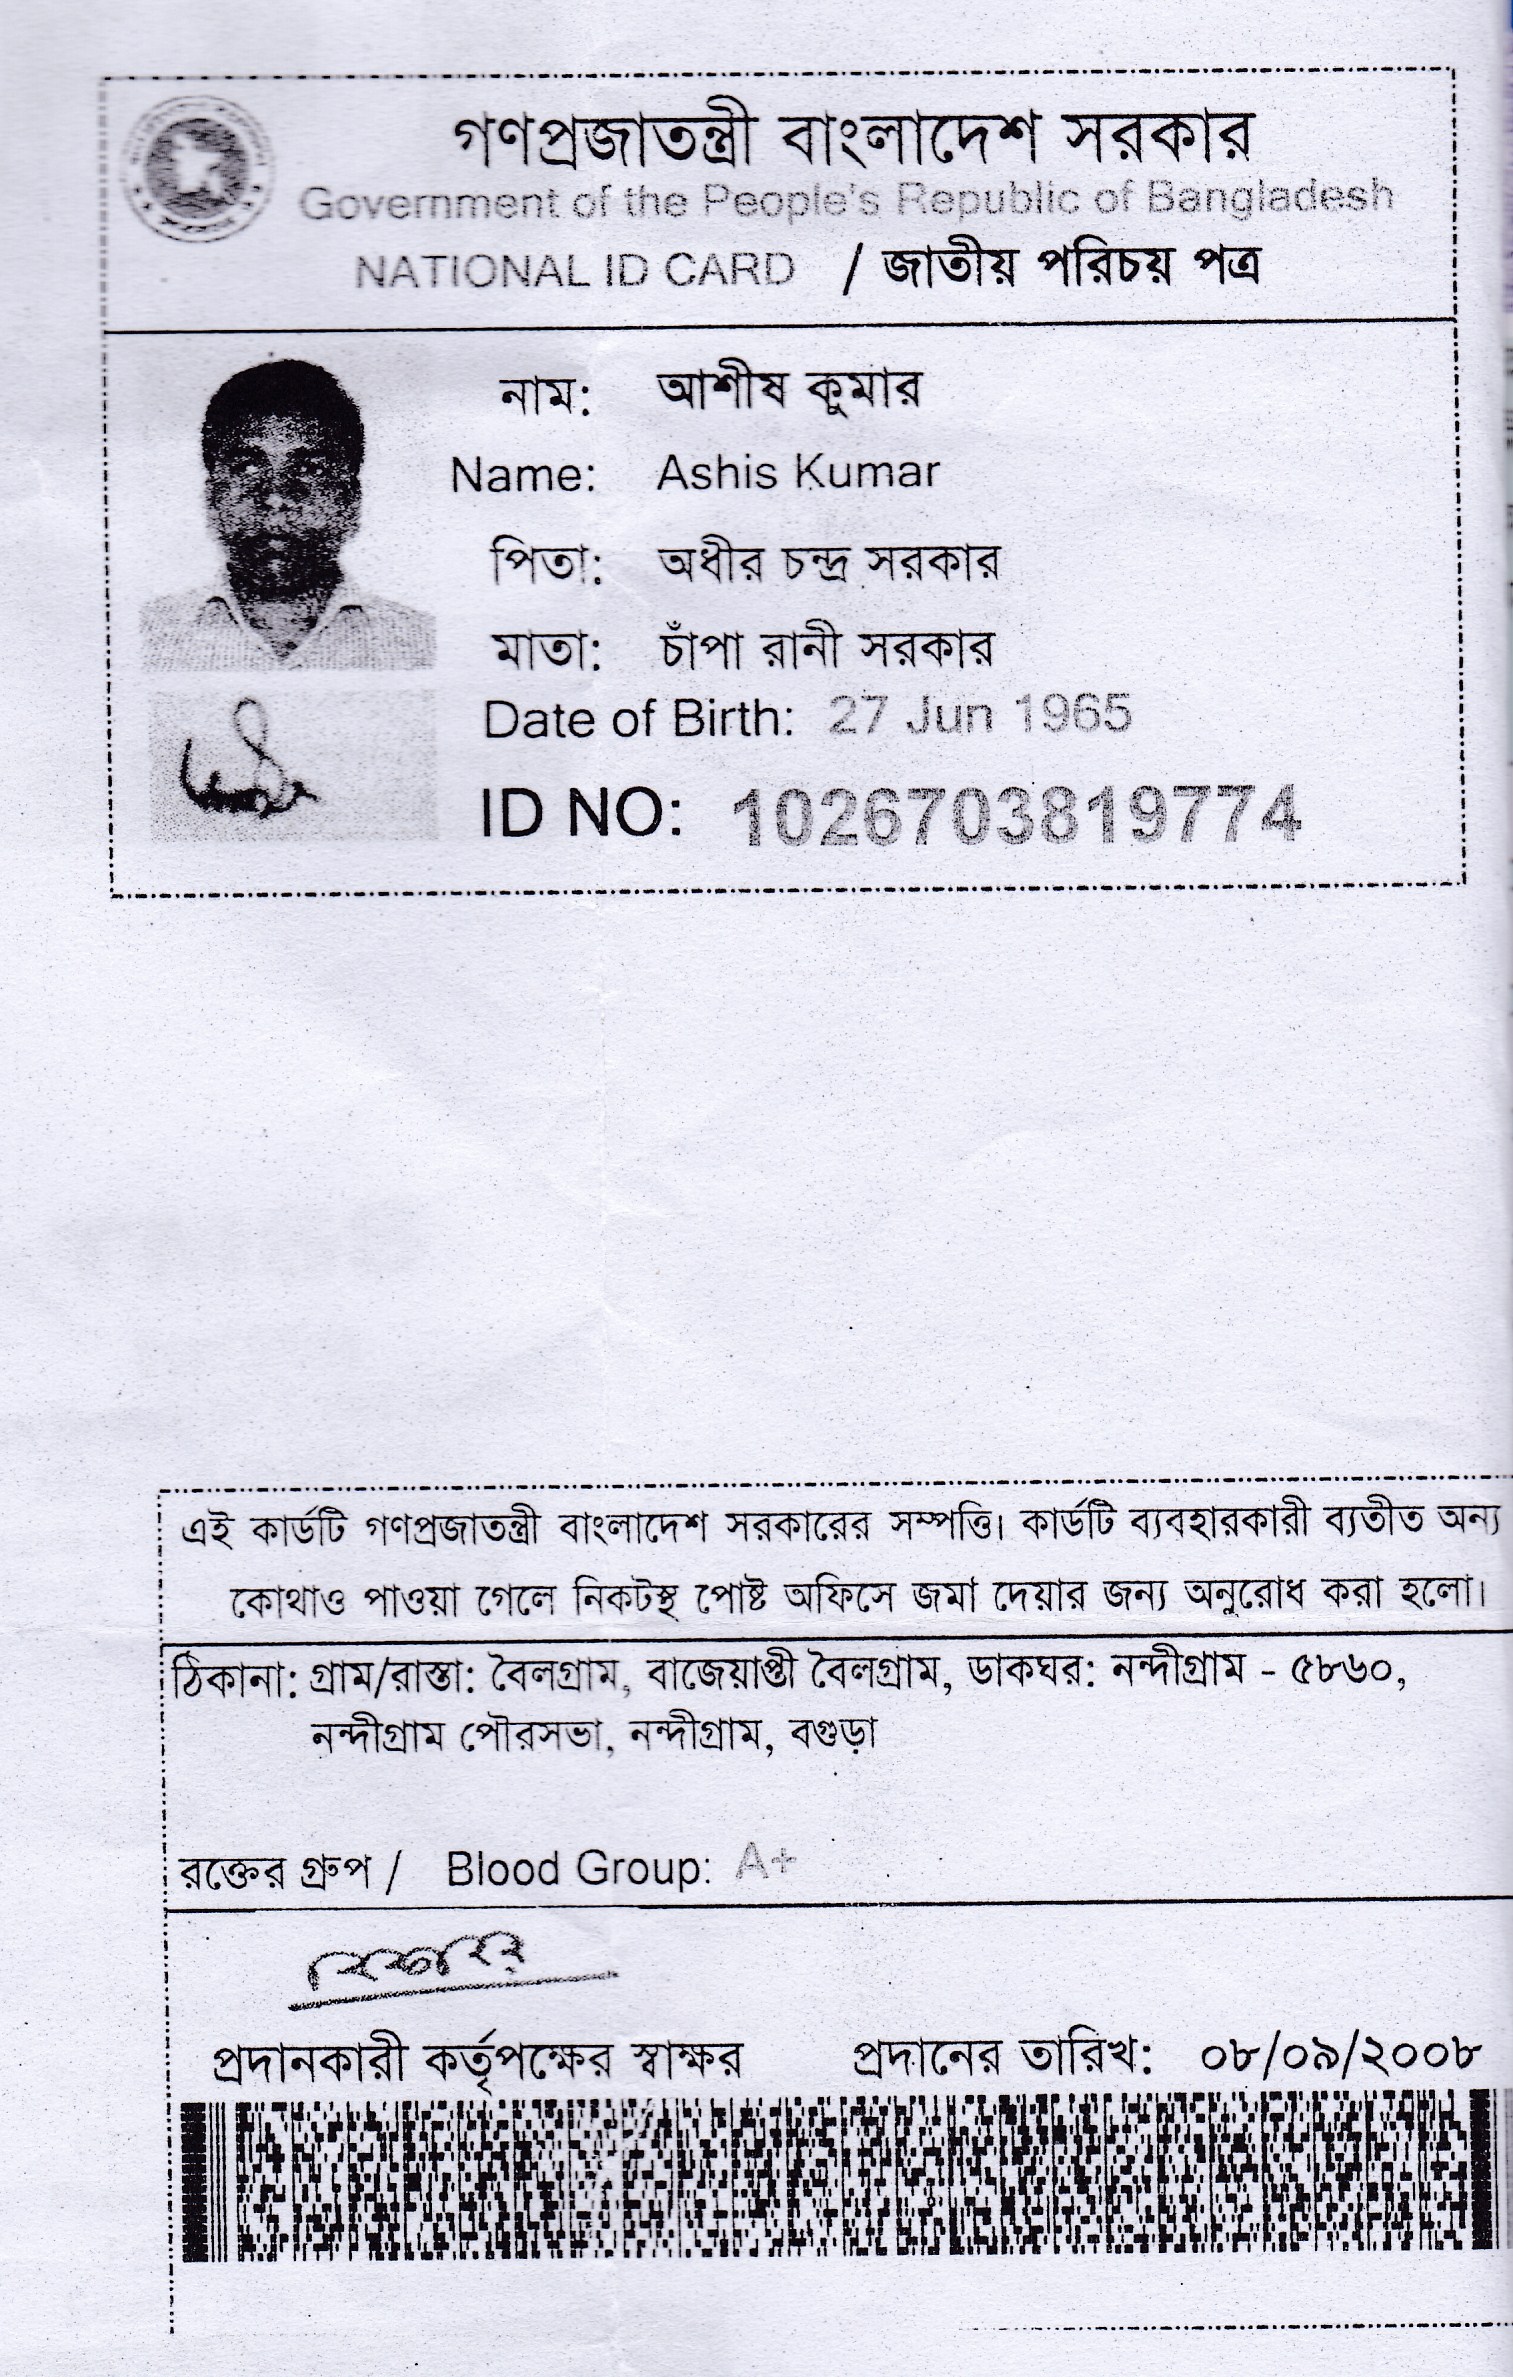 গণপ্রজাতন্ত্রী বাংলাদেশ সরকার
Government of the People's Republic of Bangladesh
NATIONAL ID CARD / জাতীয় পরিচয় পত্র
নাম: আশীষ কুমার
Name: Ashis Kumar
পিতা: অধীর চন্দ্র সরকার
মাতা: চাঁপা রানী সরকার
Date of Birth: 27 Jun 1965
ID NO: 1026703819774
এই কার্ডটি গণপ্রজাতন্ত্রী বাংলাদেশ সরকারের সম্পত্তি। কার্ডটি ব্যবহারকারী ব্যতীত অন্য
কোথাও পাওয়া গেলে নিকটস্থ পোষ্ট অফিসে জমা দেয়ার জন্য অনুরোধ করা হলো।
ঠিকানা: গ্রাম/রাস্তা: বৈলগ্রাম, বাজেয়াপ্তী বৈলগ্রাম, ডাকঘর: নন্দীগ্রাম - ৫৮৬০,
নন্দীগ্রাম পৌরসভা, নন্দীগ্রাম, বগুড়া
রক্তের গ্রুপ / Blood Group: A+
প্রদানকারী কর্তৃপক্ষের স্বাক্ষর প্রদানের তারিখ: ০৮/০৯/২০০৮